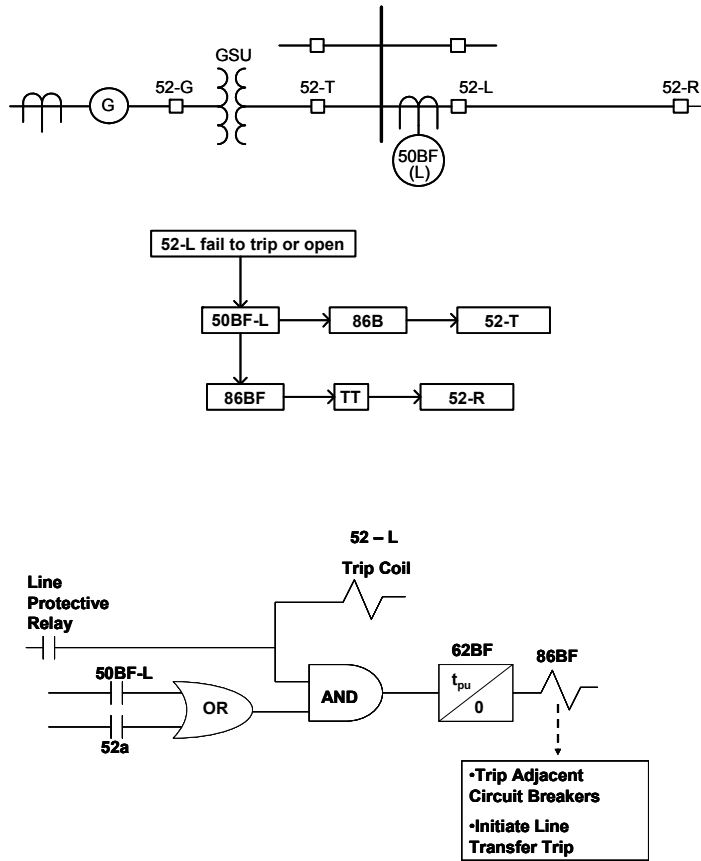 GSU
52-G
52-T
52-L
52-R
G
50BF
(L)
52-L fail to trip or open
50BF-L
86B
52-T
86BF
TT
52-R
52 – L
Trip Coil
Line
Protective
Relay
50BF-L
52a
OR
AND
62BF
tpu
0
86BF
•Trip Adjacent
Circuit Breakers
•Initiate Line
Transfer Trip